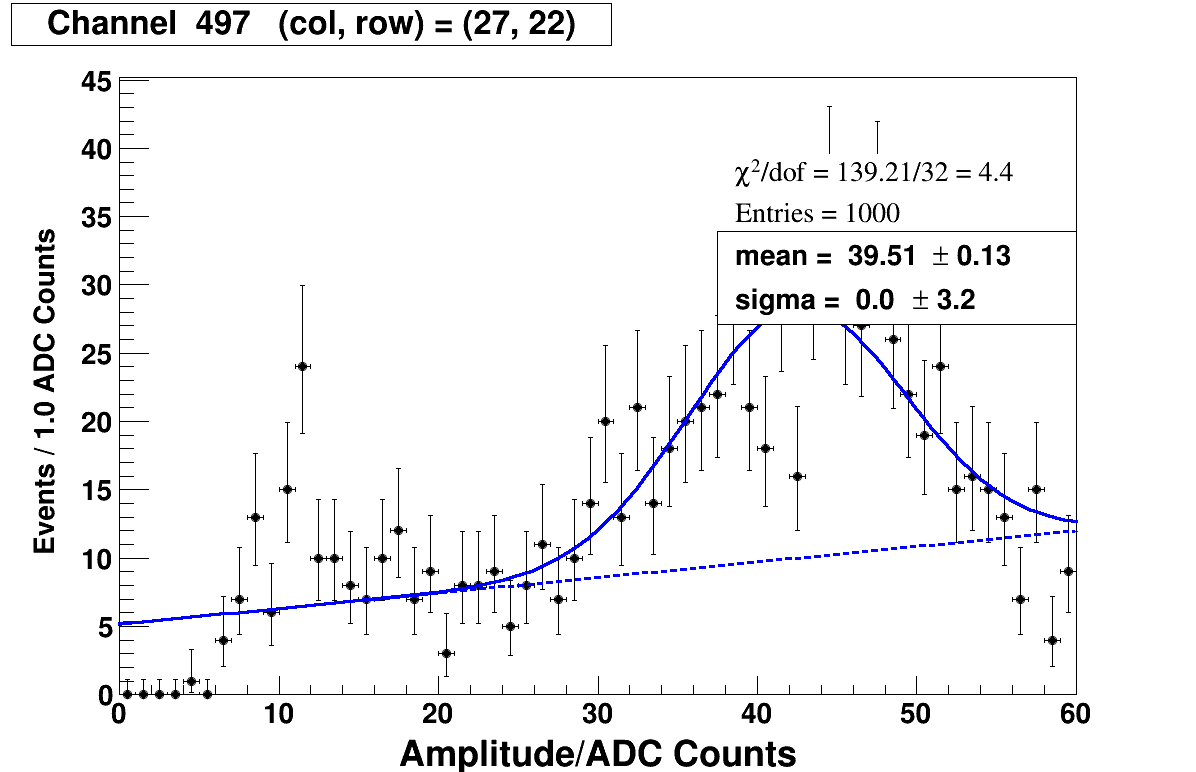 Channel 497 (col, row) = (27, 22)
45
40
35
30
25
20
15
10
5
0
Events / 1.0 ADC Counts
χ²/dof = 139.21/32 = 4.4
Entries = 1000
mean = 39.51 ± 0.13
sigma = 0.0 ± 3.2
0 10 20 30 40 50 60
Amplitude/ADC Counts